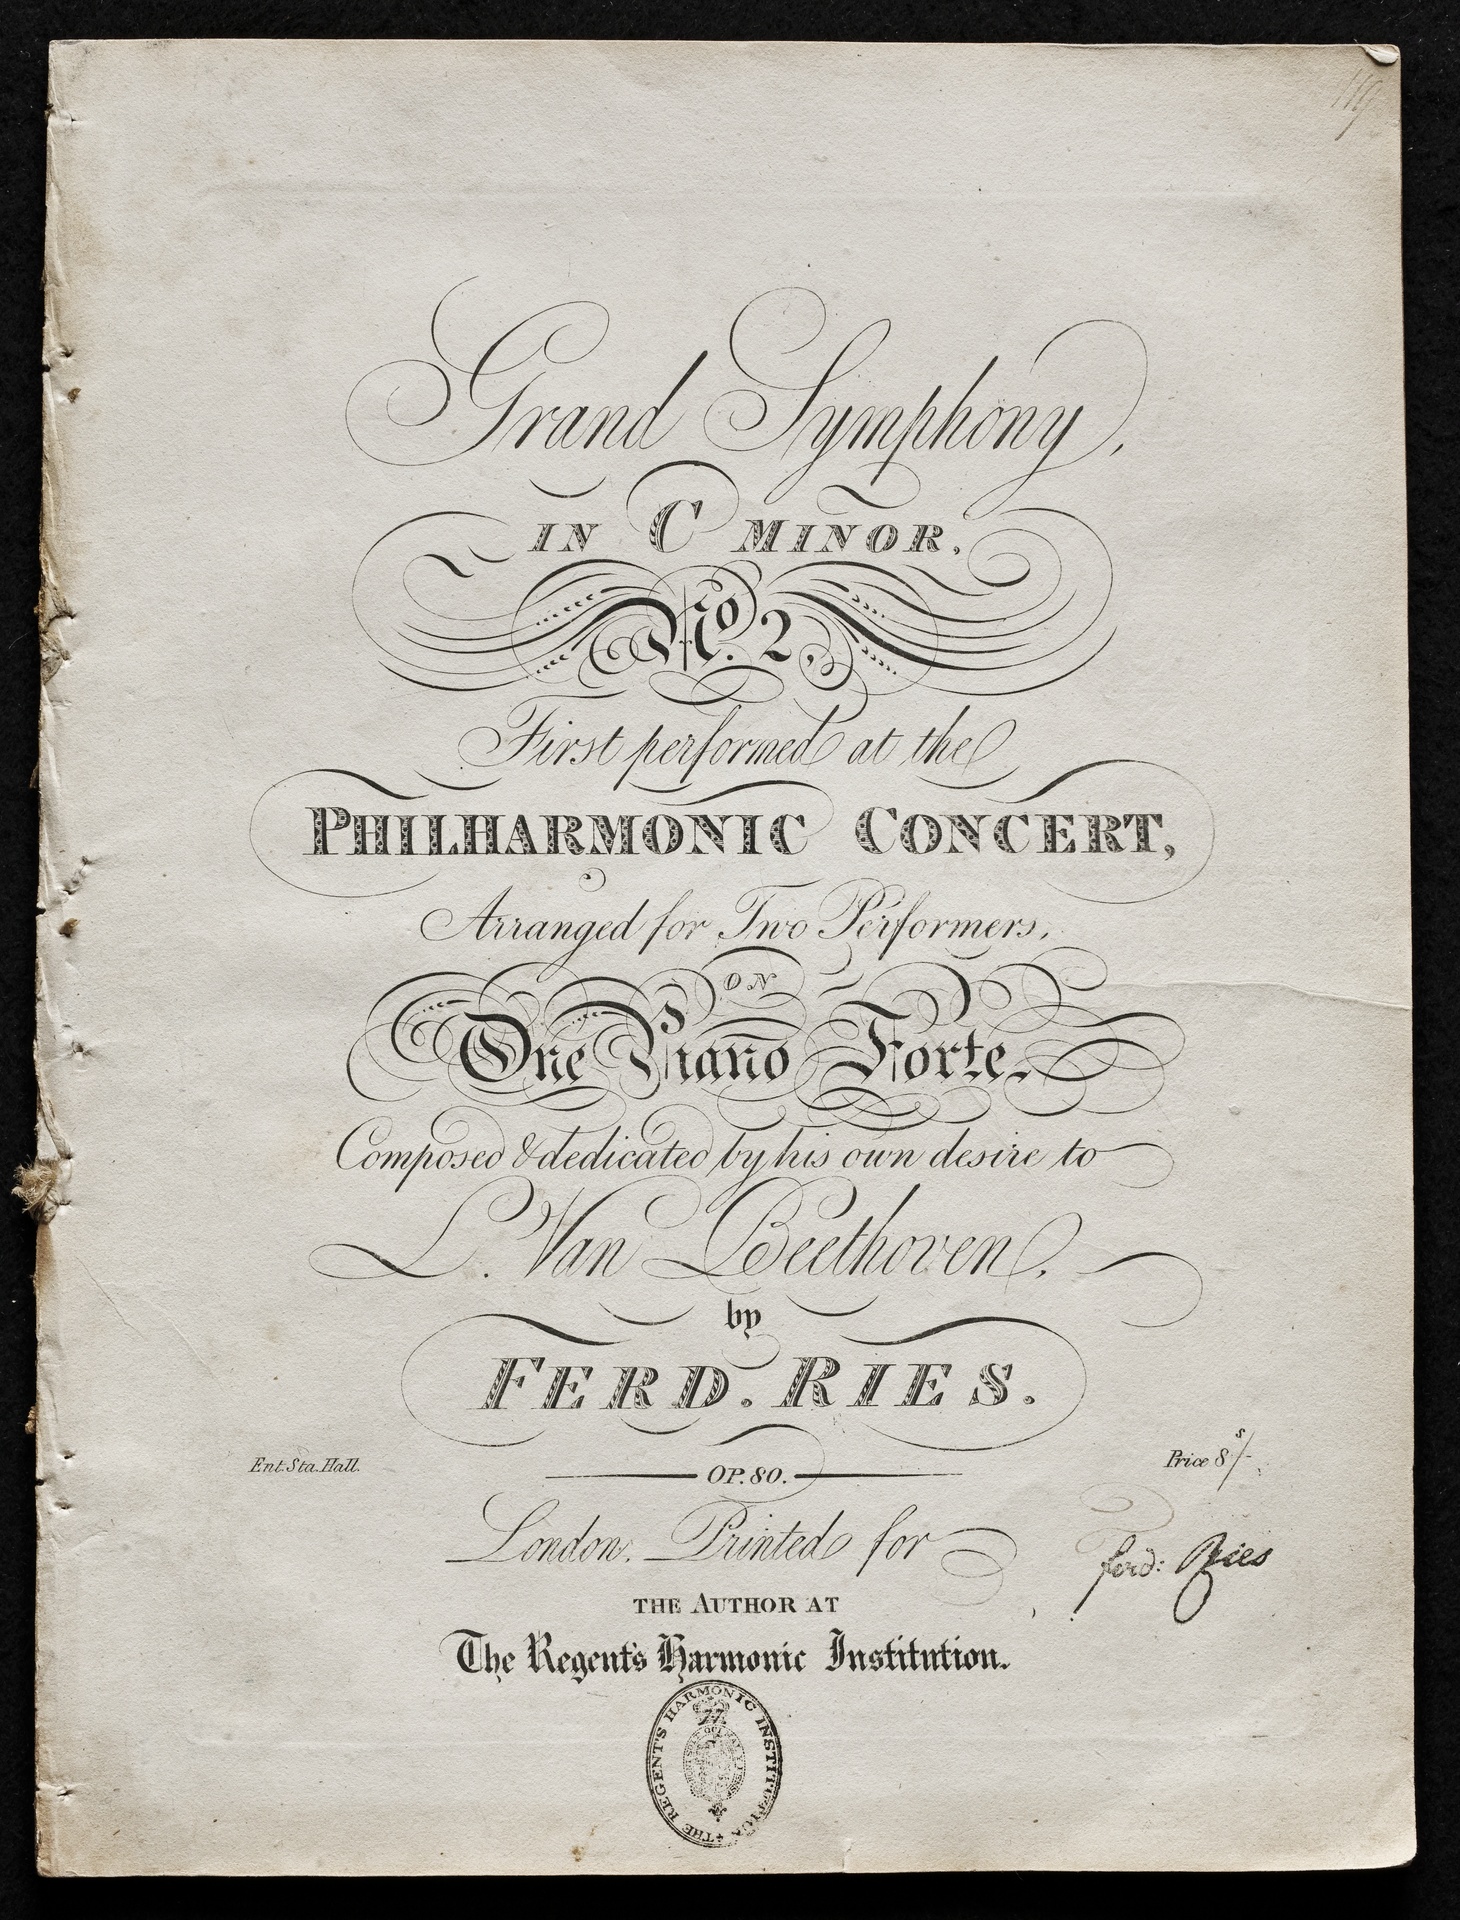 119
Grand Symphony,
IN C MINOR,
No. 2,
First performed at the
PHILHARMONIC CONCERT,
Arranged for Two Performers,
ON
One Piano Forte.
Composed & dedicated by his own desire to
L. Van Beethoven,
by
FERD. RIES.
Ent. Sta. Hall.
OP. 80.
Price 8s/-
London. Printed for
ferd: Ries
THE AUTHOR AT
The Regent's Harmonic Institution.
THE REGENT'S HARMONIC INSTITUTION